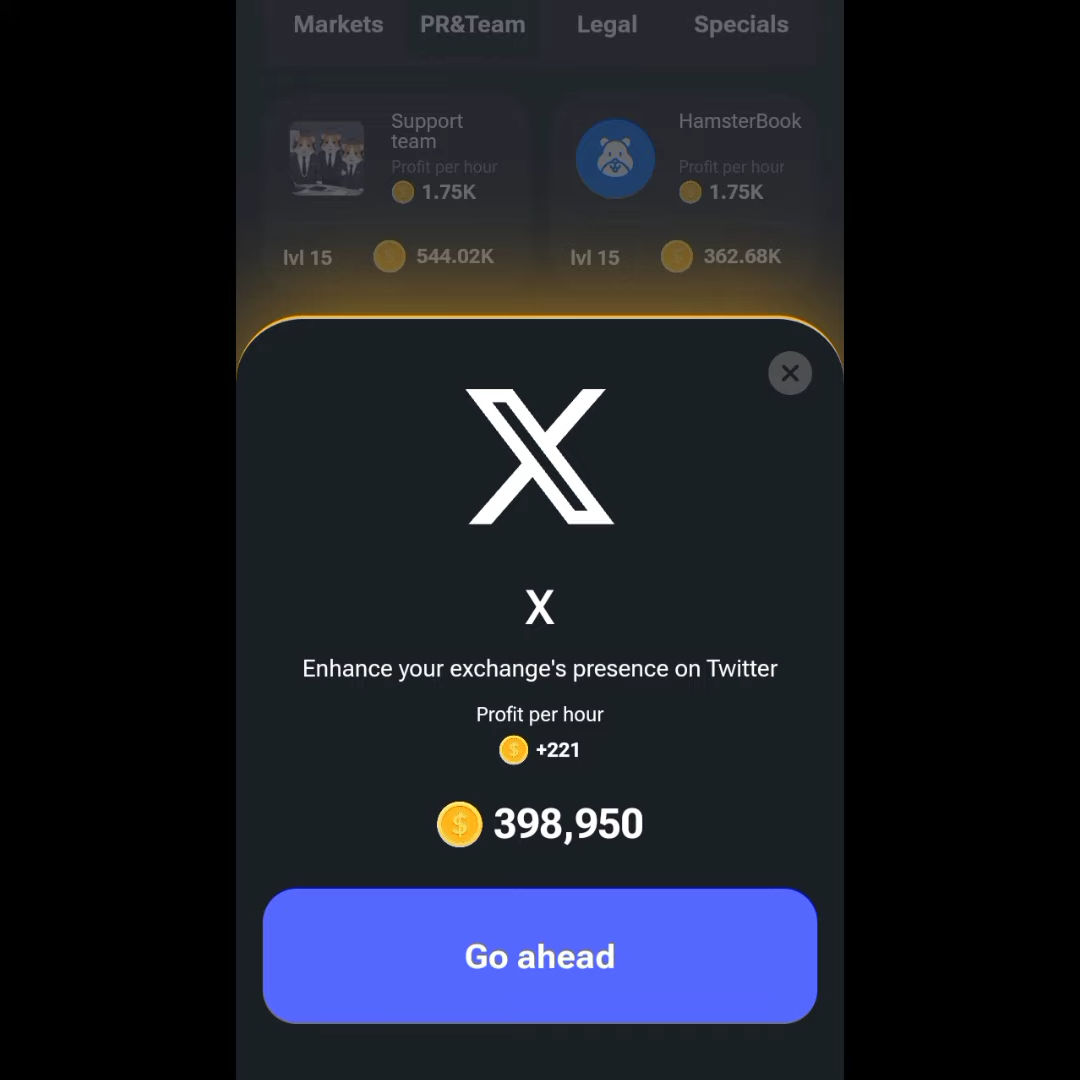 Markets PR&Team Legal Specials
Support
team
Profit per hour
1.75K
lvl 15 544.02K
HamsterBook
Profit per hour
1.75K
lvl 15 362.68K
X
Enhance your exchange's presence on Twitter
Profit per hour
+221
398,950
Go ahead